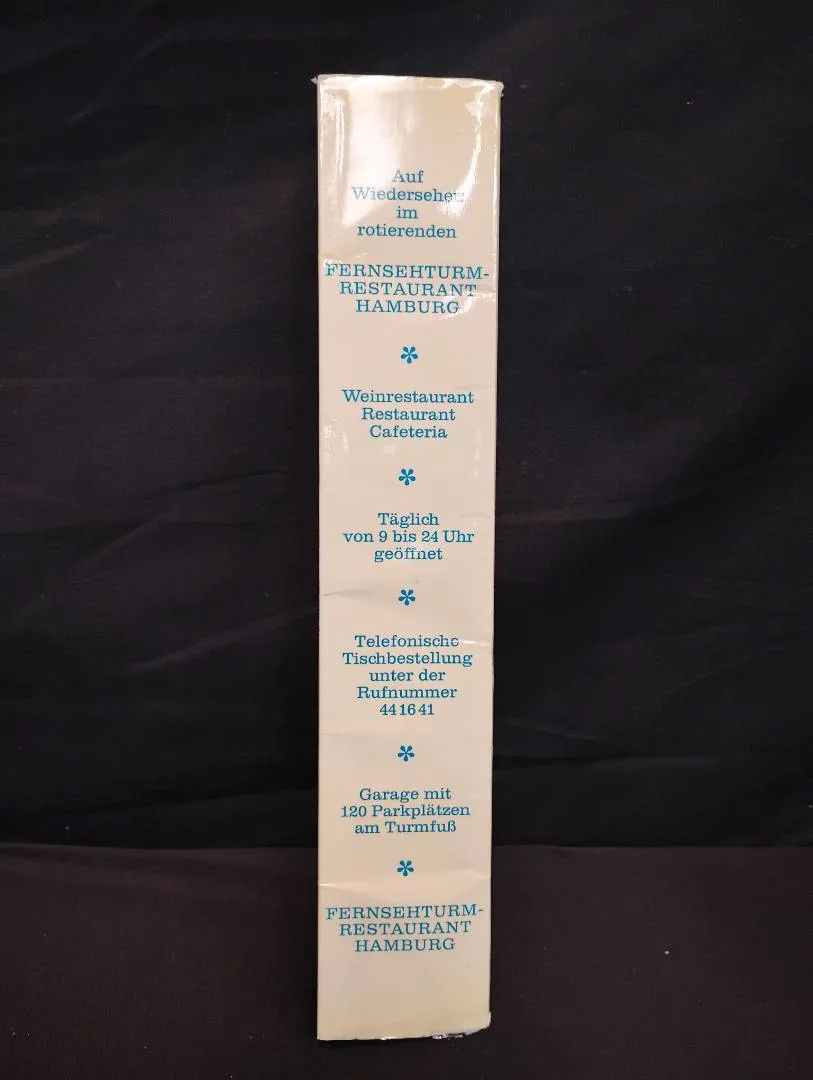 Auf
Wiedersehen
im
rotierenden
FERNSEHTURM-
RESTAURANT
HAMBURG
*
Weinrestaurant
Restaurant
Cafeteria
*
Täglich
von 9 bis 24 Uhr
geöffnet
*
Telefonische
Tischbestellung
unter der
Rufnummer
44 16 41
*
Garage mit
120 Parkplätzen
am Turmfuß
*
FERNSEHTURM-
RESTAURANT
HAMBURG